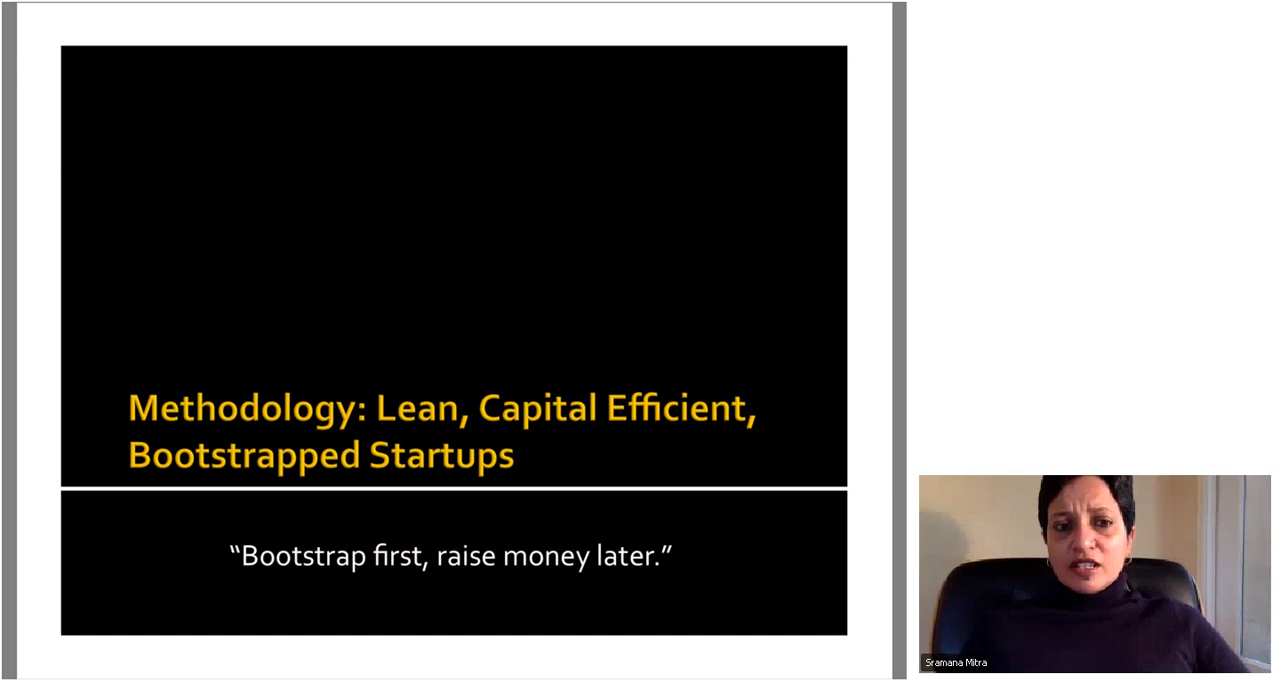 Methodology: Lean, Capital Efficient,
Bootstrapped Startups
“Bootstrap first, raise money later.”
Sramana Mitra